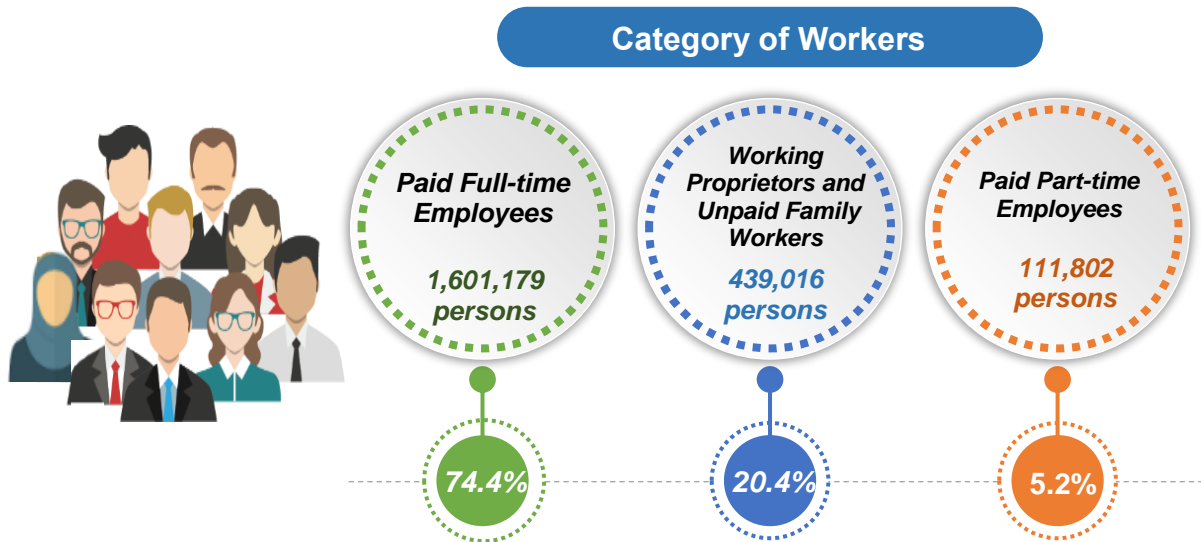 Category of Workers
Paid Full-time
Employees
1,601,179
persons
74.4%
Working
Proprietors and
Unpaid Family
Workers
439,016
persons
20.4%
Paid Part-time
Employees
111,802
persons
5.2%